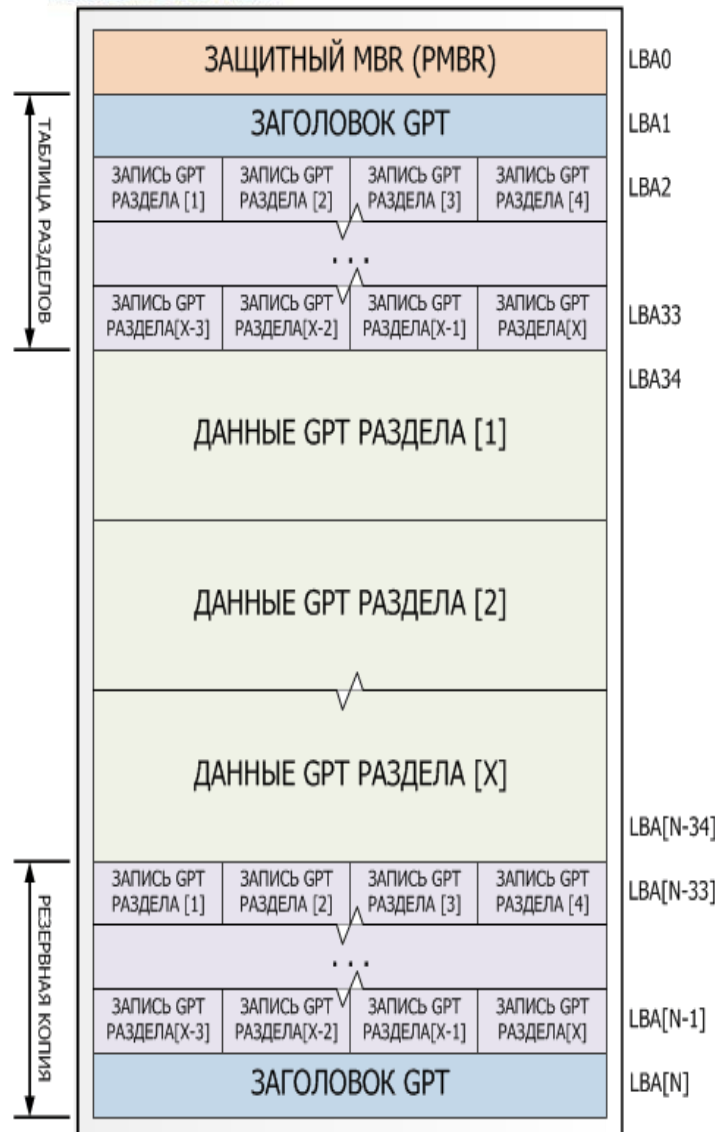 ЗАЩИТНЫЙ MBR (PMBR)
LBA0
ТАБЛИЦА РАЗДЕЛОВ
ЗАГОЛОВОК GPT
LBA1
ЗАПИСЬ GPT РАЗДЕЛА [1]
ЗАПИСЬ GPT РАЗДЕЛА [2]
ЗАПИСЬ GPT РАЗДЕЛА [3]
ЗАПИСЬ GPT РАЗДЕЛА [4]
LBA2
. . .
ЗАПИСЬ GPT РАЗДЕЛА[X-3]
ЗАПИСЬ GPT РАЗДЕЛА[X-2]
ЗАПИСЬ GPT РАЗДЕЛА[X-1]
ЗАПИСЬ GPT РАЗДЕЛА[X]
LBA33
LBA34
ДАННЫЕ GPT РАЗДЕЛА [1]
ДАННЫЕ GPT РАЗДЕЛА [2]
ДАННЫЕ GPT РАЗДЕЛА [X]
LBA[N-34]
РЕЗЕРВНАЯ КОПИЯ
ЗАПИСЬ GPT РАЗДЕЛА [1]
ЗАПИСЬ GPT РАЗДЕЛА [2]
ЗАПИСЬ GPT РАЗДЕЛА [3]
ЗАПИСЬ GPT РАЗДЕЛА [4]
LBA[N-33]
. . .
ЗАПИСЬ GPT РАЗДЕЛА[X-3]
ЗАПИСЬ GPT РАЗДЕЛА[X-2]
ЗАПИСЬ GPT РАЗДЕЛА[X-1]
ЗАПИСЬ GPT РАЗДЕЛА[X]
LBA[N-1]
ЗАГОЛОВОК GPT
LBA[N]